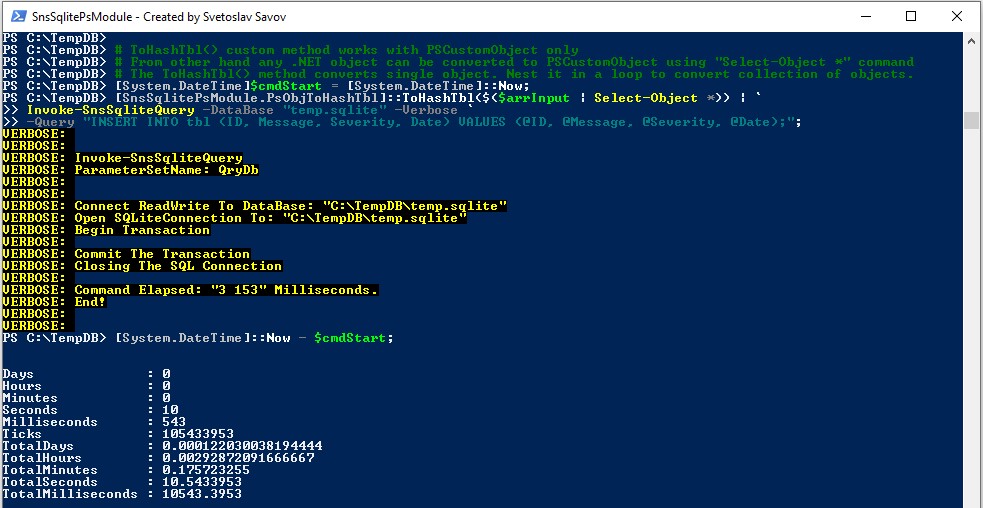 SnsSqlitePsModule - Created by Svetoslav Savov
PS C:\TempDB>
PS C:\TempDB> # ToHashTbl() custom method works with PSCustomObject only
PS C:\TempDB> # From other hand any .NET object can be converted to PSCustomObject using "Select-Object *" command
PS C:\TempDB> # The ToHashTbl() method converts single object. Nest it in a loop to convert collection of objects.
PS C:\TempDB> [System.DateTime]$cmdStart = [System.DateTime]::Now;
PS C:\TempDB> [SnsSqlitePsModule.PsObjToHashTbl]::ToHashTbl($($arrInput | Select-Object *)) | `
>> Invoke-SnsSqliteQuery -DataBase "temp.sqlite" -Verbose `
>> -Query "INSERT INTO tbl (ID, Message, Severity, Date) VALUES (@ID, @Message, @Severity, @Date);";
VERBOSE:
VERBOSE:
VERBOSE: Invoke-SnsSqliteQuery
VERBOSE: ParameterSetName: QryDb
VERBOSE:
VERBOSE:
VERBOSE: Connect ReadWrite To DataBase: "C:\TempDB\temp.sqlite"
VERBOSE: Open SQLiteConnection To: "C:\TempDB\temp.sqlite"
VERBOSE: Begin Transaction
VERBOSE:
VERBOSE: Commit The Transaction
VERBOSE: Closing The SQL Connection
VERBOSE:
VERBOSE: Command Elapsed: "3 153" Milliseconds.
VERBOSE: End!
VERBOSE:
VERBOSE:
PS C:\TempDB> [System.DateTime]::Now - $cmdStart;
Days : 0
Hours : 0
Minutes : 0
Seconds : 10
Milliseconds : 543
Ticks : 105433953
TotalDays : 0.000122030038194444
TotalHours : 0.00292872091666667
TotalMinutes : 0.175723255
TotalSeconds : 10.5433953
TotalMilliseconds : 10543.3953